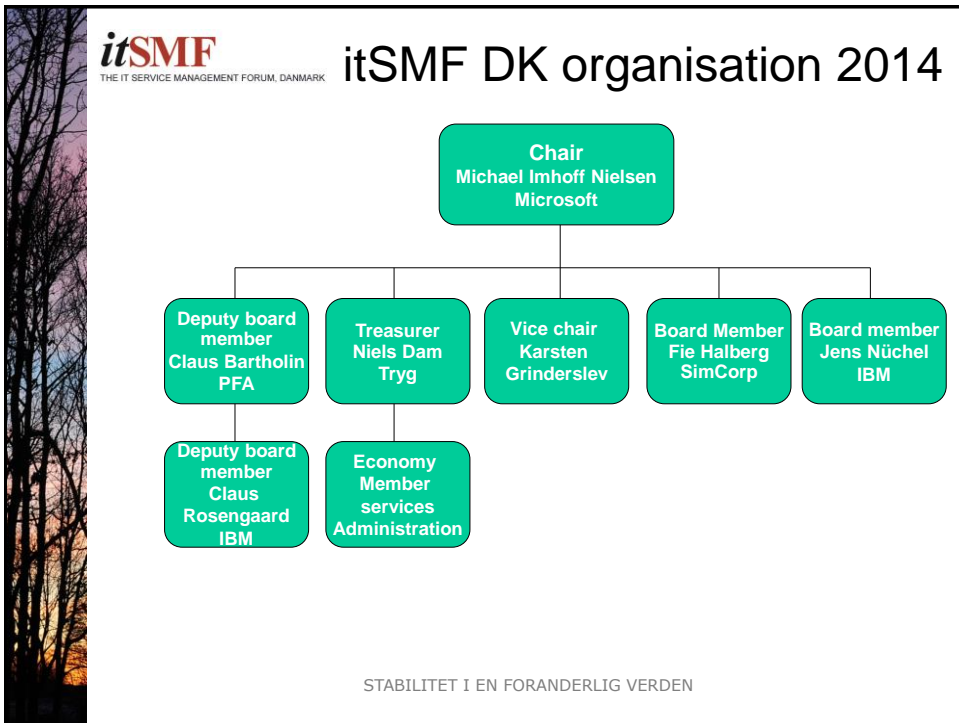 itSMF
THE IT SERVICE MANAGEMENT FORUM, DANMARK
itSMF DK organisation 2014
Chair
Michael Imhoff Nielsen
Microsoft
Deputy board
member
Claus Bartholin
PFA
Treasurer
Niels Dam
Tryg
Vice chair
Karsten
Grinderslev
Board Member
Fie Halberg
SimCorp
Board member
Jens Nüchel
IBM
Deputy board
member
Claus
Rosengaard
IBM
Economy
Member
services
Administration
STABILITET I EN FORANDERLIG VERDEN